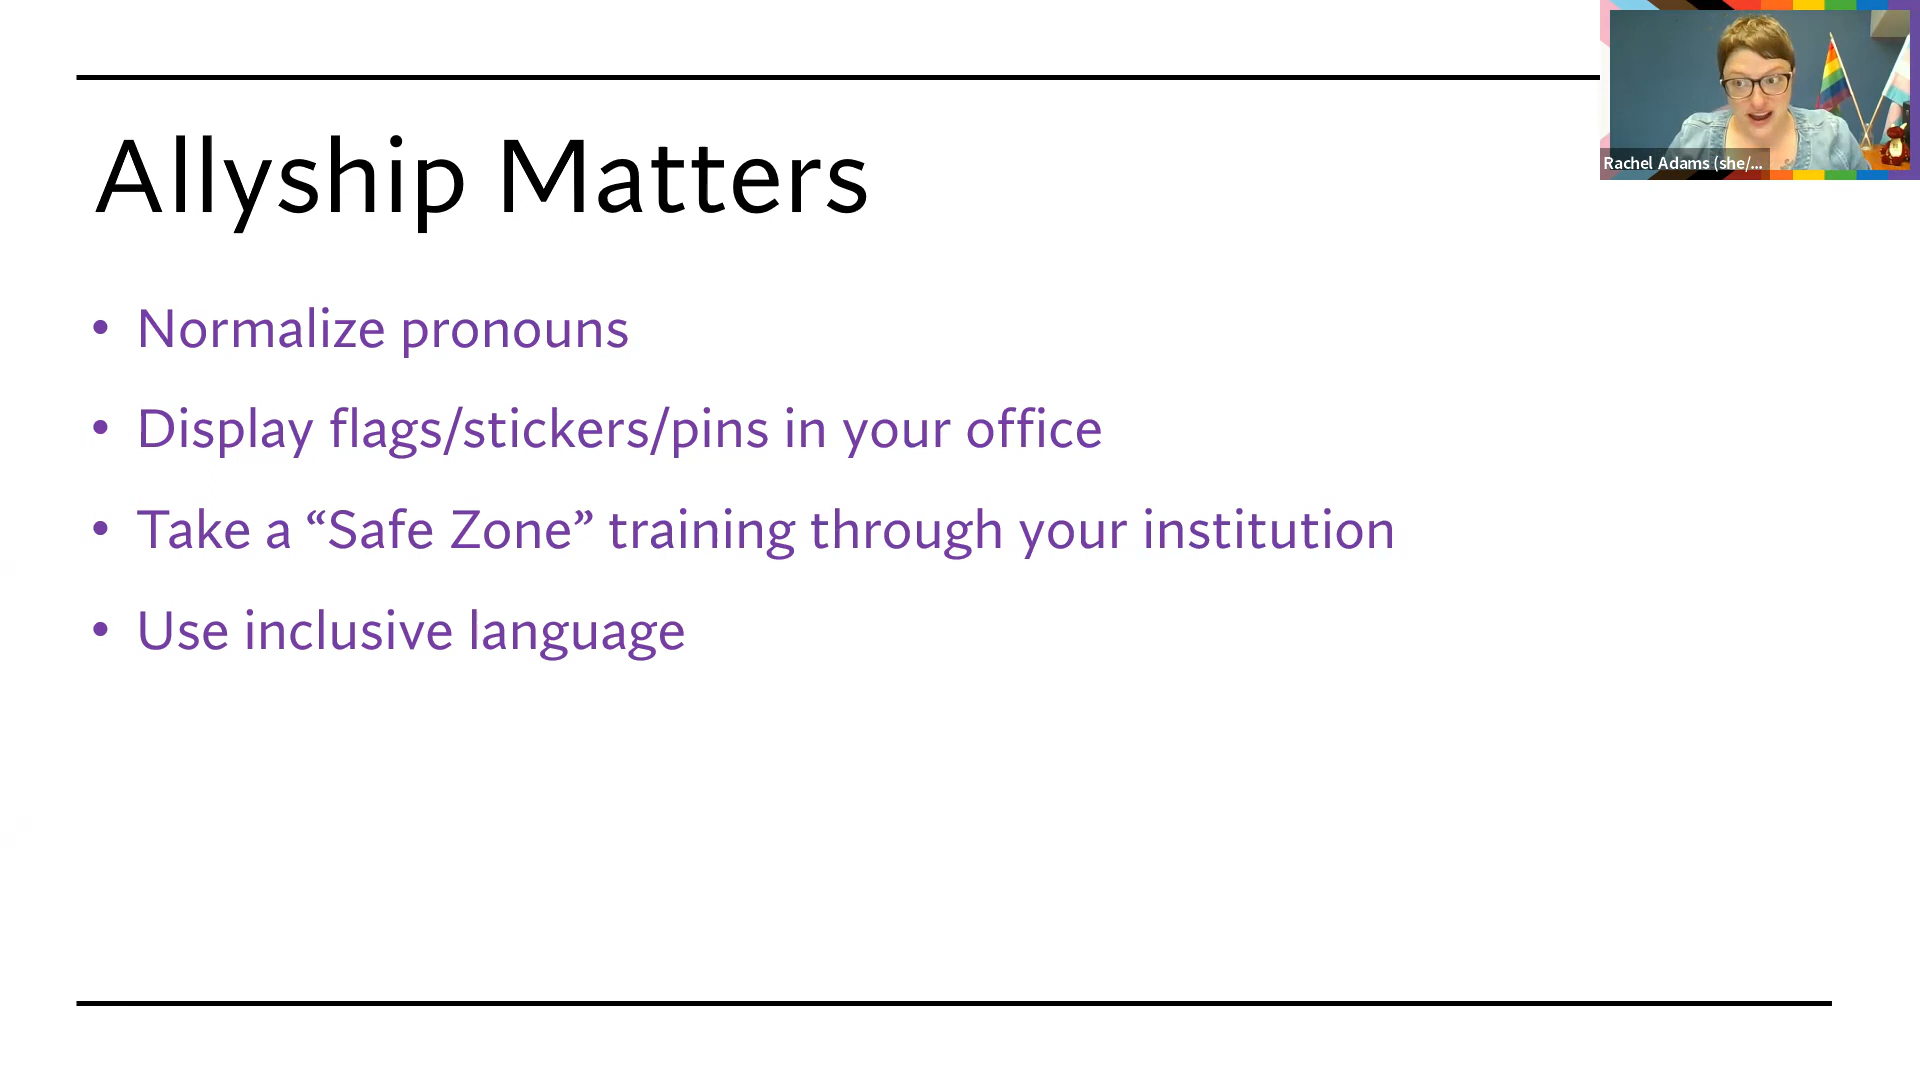 Allyship Matters
• Normalize pronouns
• Display flags/stickers/pins in your office
• Take a “Safe Zone” training through your institution
• Use inclusive language
Rachel Adams (she/...